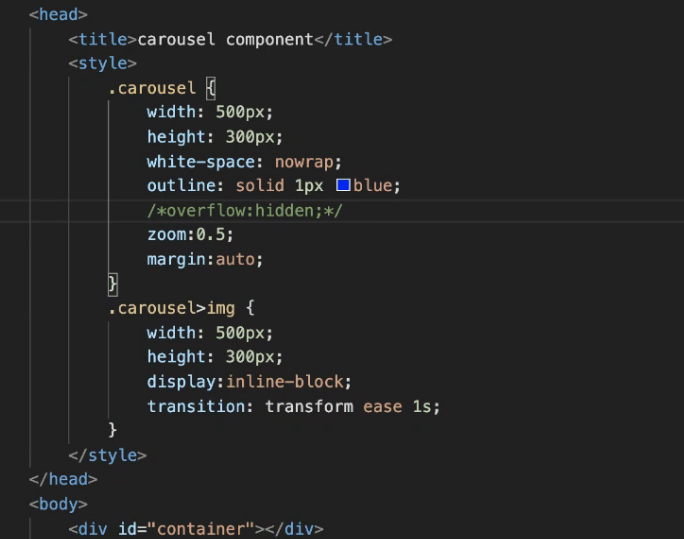 <head>
<title>carousel component</title>
<style>
.carousel {
width: 500px;
height: 300px;
white-space: nowrap;
outline: solid 1px blue;
/*overflow:hidden;*/
zoom:0.5;
margin:auto;
}
.carousel>img {
width: 500px;
height: 300px;
display:inline-block;
transition: transform ease 1s;
}
</style>
</head>
<body>
<div id="container"></div>